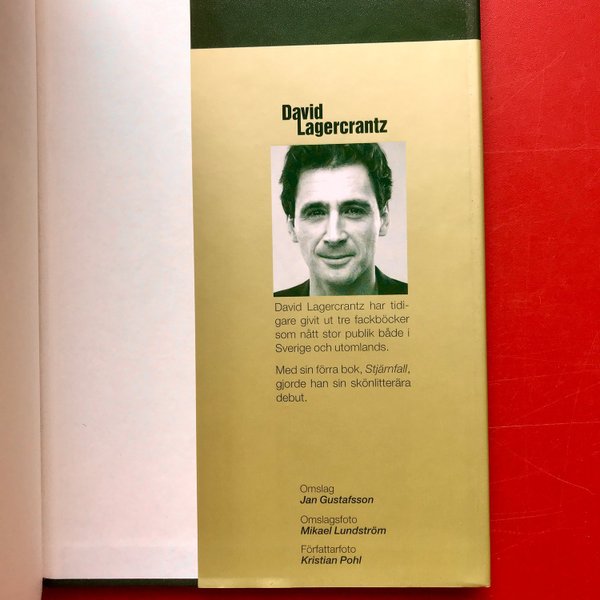 David
Lagercrantz
David Lagercrantz har tidi-
gare givit ut tre fackböcker
som nått stor publik både i
Sverige och utomlands.
Med sin förra bok, Stjärnfall,
gjorde han sin skönlitterära
debut.
Omslag
Jan Gustafsson
Omslagsfoto
Mikael Lundström
Författarfoto
Kristian Pohl